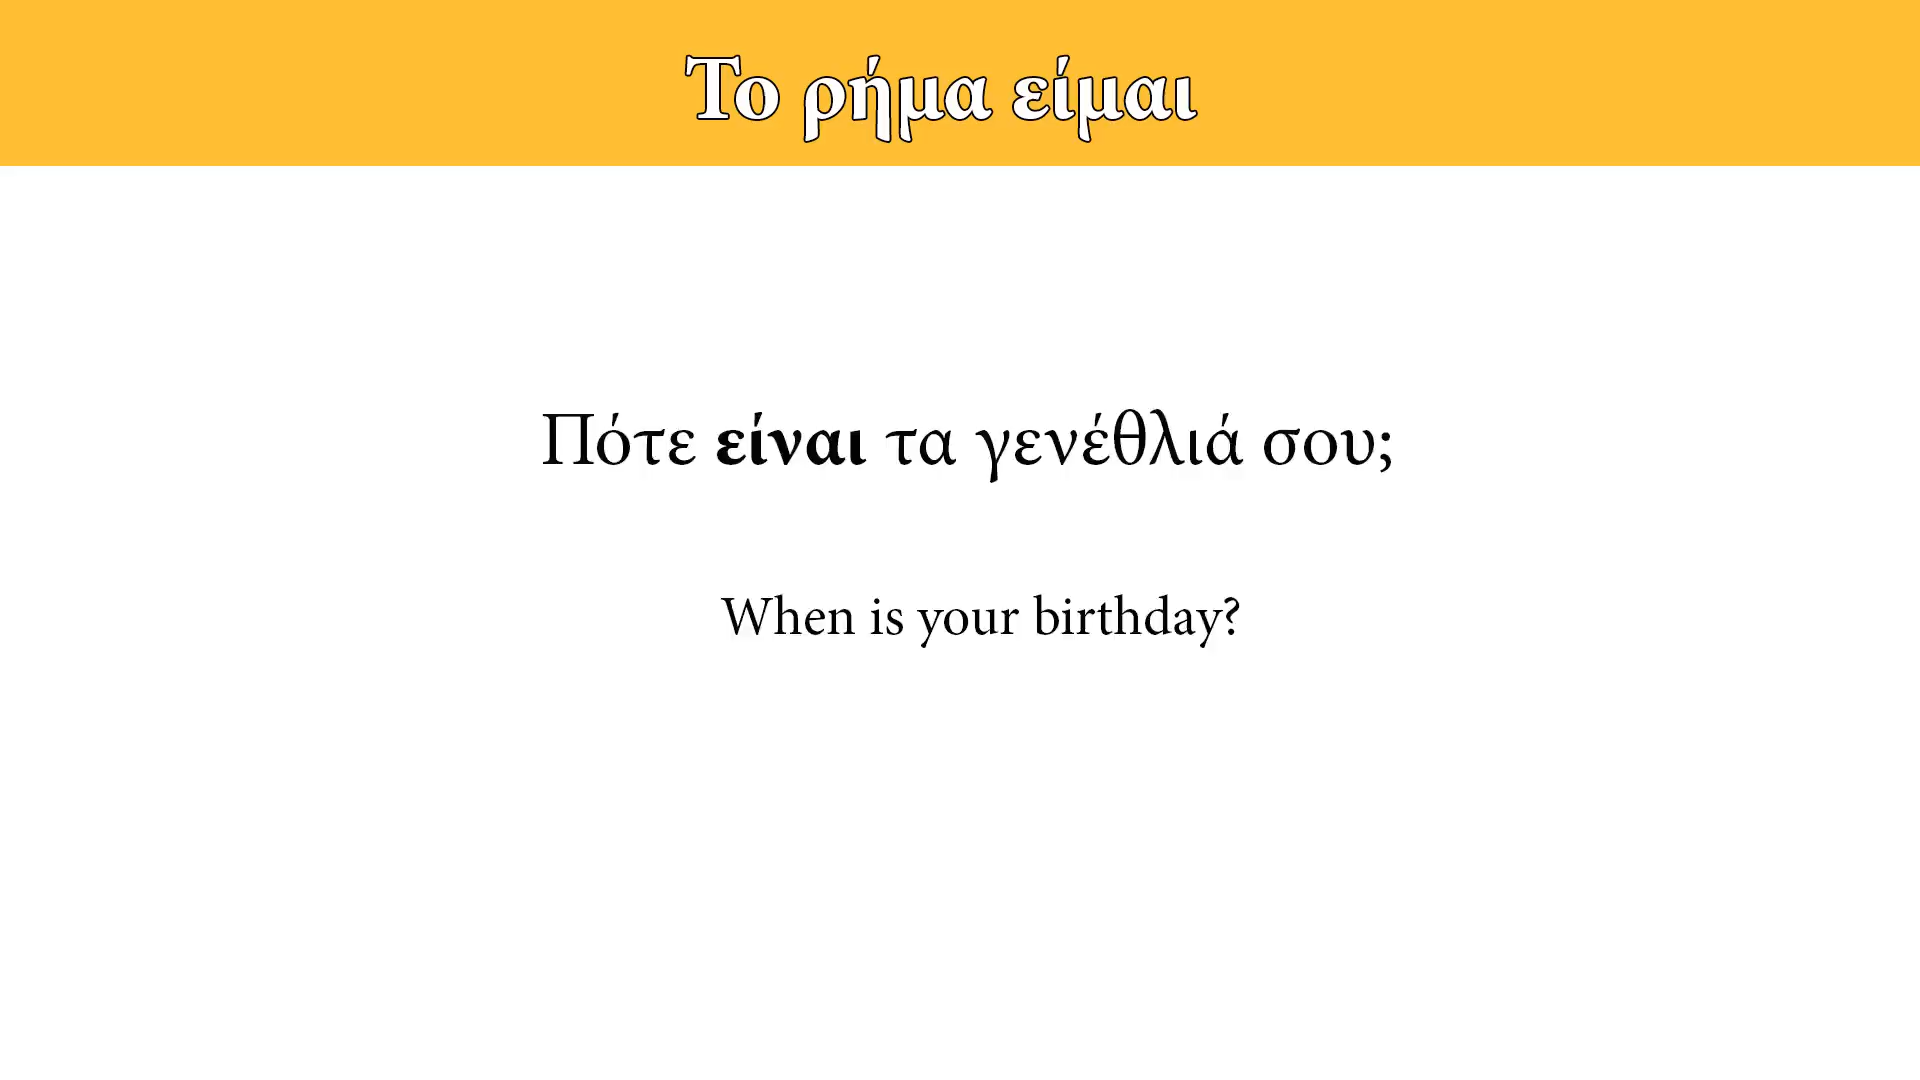 Το ρήμα είμαι
Πότε είναι τα γενέθλιά σου;
When is your birthday?